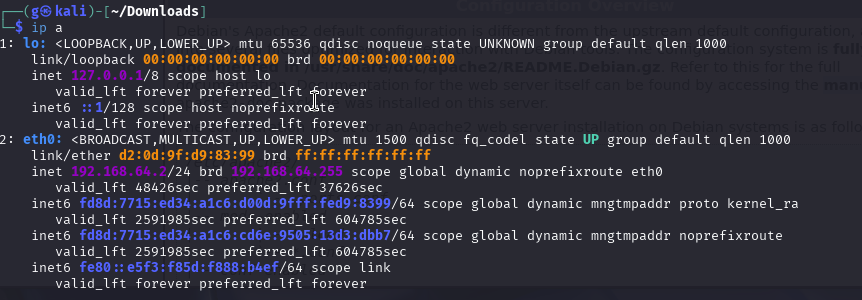 Configuration Overview
┌──(g㉿kali)-[~/Downloads]
└─$ ip a
1: lo: <LOOPBACK,UP,LOWER_UP> mtu 65536 qdisc noqueue state UNKNOWN group default qlen 1000
    link/loopback 00:00:00:00:00:00 brd 00:00:00:00:00:00
    inet 127.0.0.1/8 scope host lo
       valid_lft forever preferred_lft forever
    inet6 ::1/128 scope host noprefixroute
       valid_lft forever preferred_lft forever
2: eth0: <BROADCAST,MULTICAST,UP,LOWER_UP> mtu 1500 qdisc fq_codel state UP group default qlen 1000
    link/ether d2:0d:9f:d9:83:99 brd ff:ff:ff:ff:ff:ff
    inet 192.168.64.2/24 brd 192.168.64.255 scope global dynamic noprefixroute eth0
       valid_lft 48426sec preferred_lft 37626sec
    inet6 fd8d:7715:ed34:a1c6:d00d:9fff:fed9:8399/64 scope global dynamic mngtmpaddr proto kernel_ra
       valid_lft 2591985sec preferred_lft 604785sec
    inet6 fd8d:7715:ed34:a1c6:cd6e:9505:13d3:dbb7/64 scope global dynamic mngtmpaddr noprefixroute
       valid_lft 2591985sec preferred_lft 604785sec
    inet6 fe80::e5f3:f85d:f888:b4ef/64 scope link
       valid_lft forever preferred_lft forever